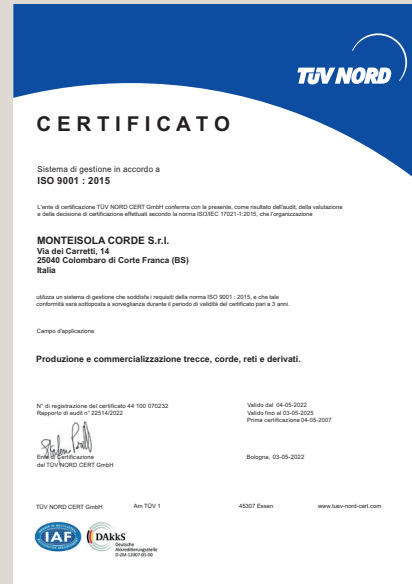 TÜV NORD
CERTIFICATO
Sistema di gestione in accordo a
ISO 9001 : 2015
L'ente di certificazione TÜV NORD CERT GmbH conferma con la presente, come risultato dell'audit, della valutazione
e della decisione di certificazione effettuati secondo la norma ISO/IEC 17021-1:2015, che l'organizzazione
MONTEISOLA CORDE S.r.l.
Via dei Carretti, 14
25040 Colombaro di Corte Franca (BS)
Italia
utilizza un sistema di gestione che soddisfa i requisiti della norma ISO 9001 : 2015, e che tale
conformità sarà sottoposta a sorveglianza durante il periodo di validità del certificato pari a 3 anni.
Campo d'applicazione
Produzione e commercializzazione trecce, corde, reti e derivati.
N° di registrazione del certificato 44 100 070232
Rapporto di audit n° 22514/2022
Valido dal 04-05-2022
Valido fino al 03-05-2025
Prima certificazione 04-05-2007
Ente di Certificazione
del TÜV NORD CERT GmbH
Bologna, 03-05-2022
TÜV NORD CERT GmbH Am TÜV 1 45307 Essen www.tuev-nord-cert.com
IAF
DAkkS
Deutsche
Akkreditierungsstelle
D-ZM-12007-01-00